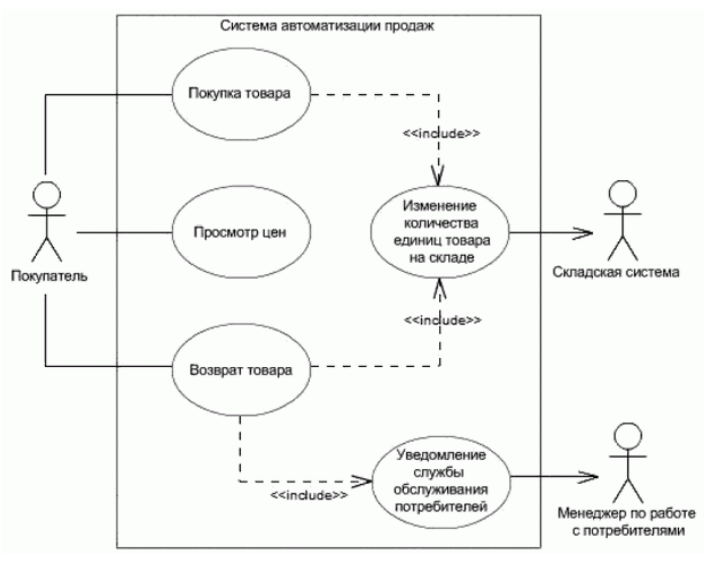 Система автоматизации продаж
Покупка товара
<<include>>
Просмотр цен
Изменение
количества
единиц товара
на складе
Покупатель
Складская система
<<include>>
Возврат товара
Уведомление
службы
обслуживания
потребителей
<<include>>
Менеджер по работе
с потребителями